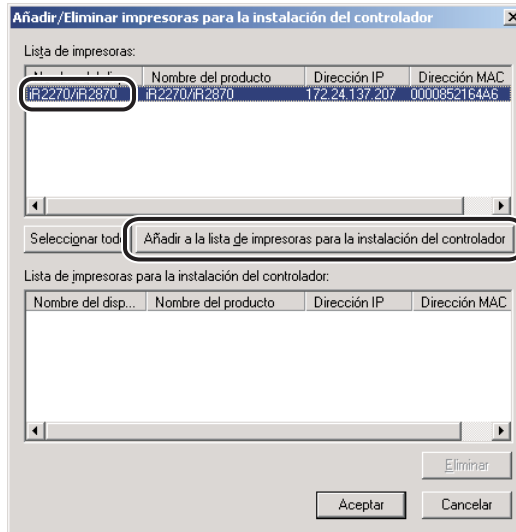 Añadir/Eliminar impresoras para la instalación del controlador
Lista de impresoras:
Nombre del producto Dirección IP Dirección MAC
iR2270/iR2870 iR2270/iR2870 172.24.137.207 0000852164A6
Seleccionar todo Añadir a la lista de impresoras para la instalación del controlador
Lista de impresoras para la instalación del controlador:
Nombre del disp... Nombre del producto Dirección IP Dirección MAC
Eliminar
Aceptar Cancelar